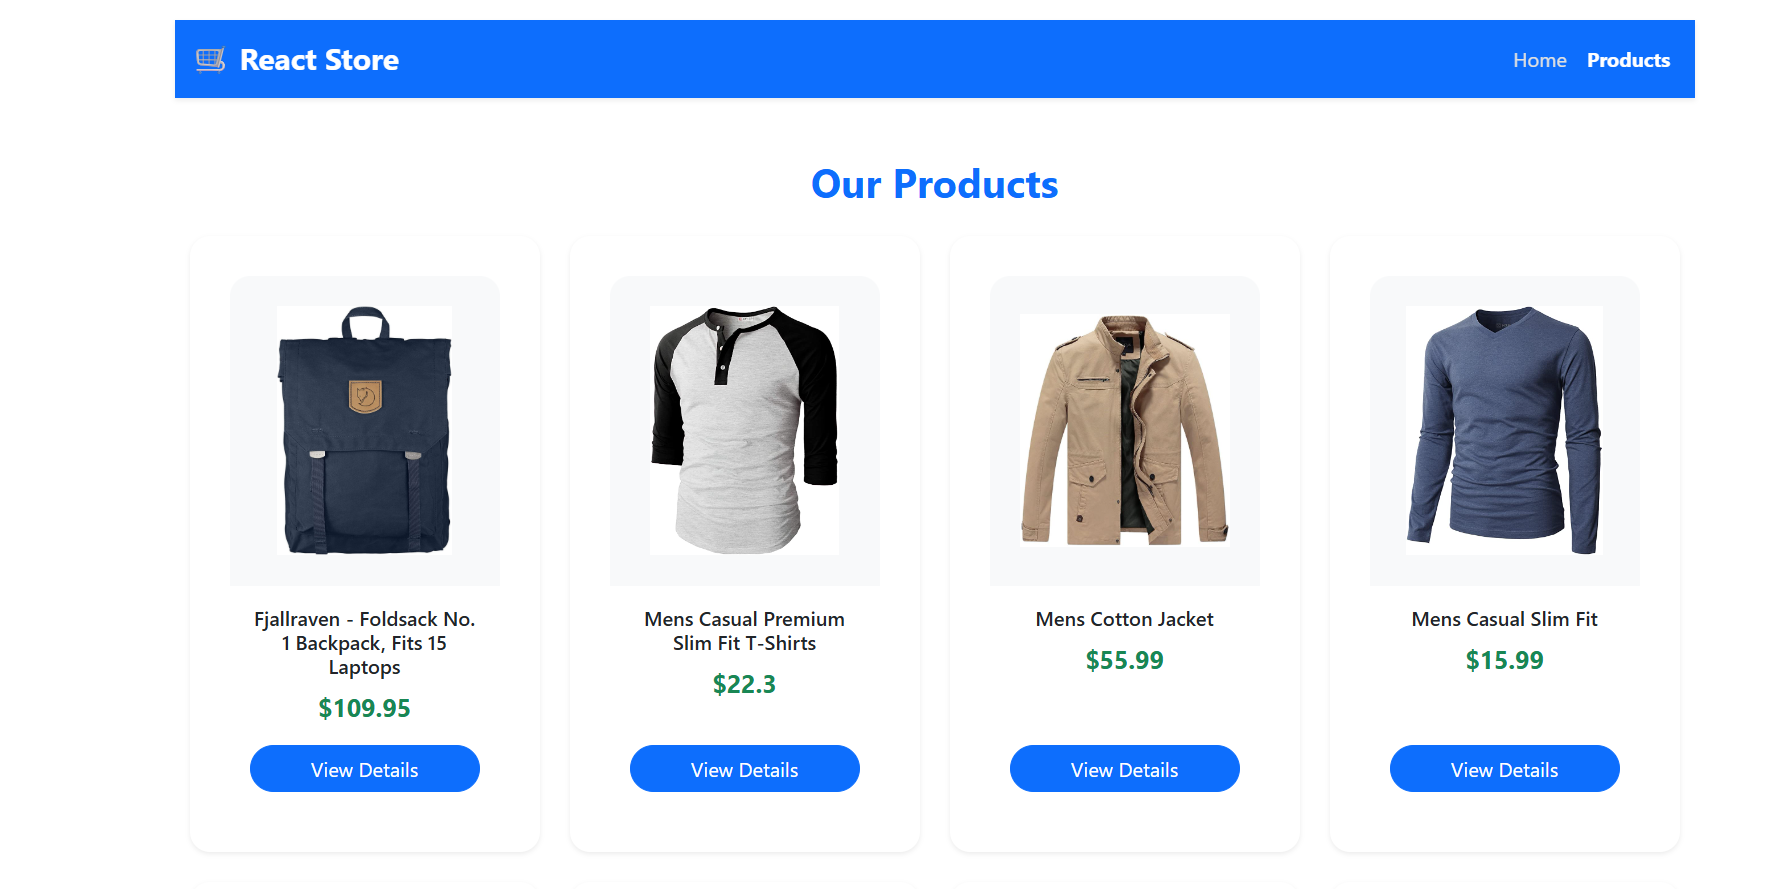 React Store
Home
Products
Our Products
Fjallraven - Foldsack No.
1 Backpack, Fits 15
Laptops
$109.95
View Details
Mens Casual Premium
Slim Fit T-Shirts
$22.3
View Details
Mens Cotton Jacket
$55.99
View Details
Mens Casual Slim Fit
$15.99
View Details